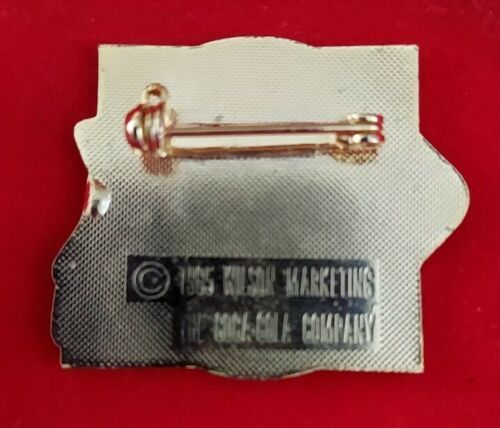 © 1995 WILSON MARKETING
THE COCA-COLA COMPANY